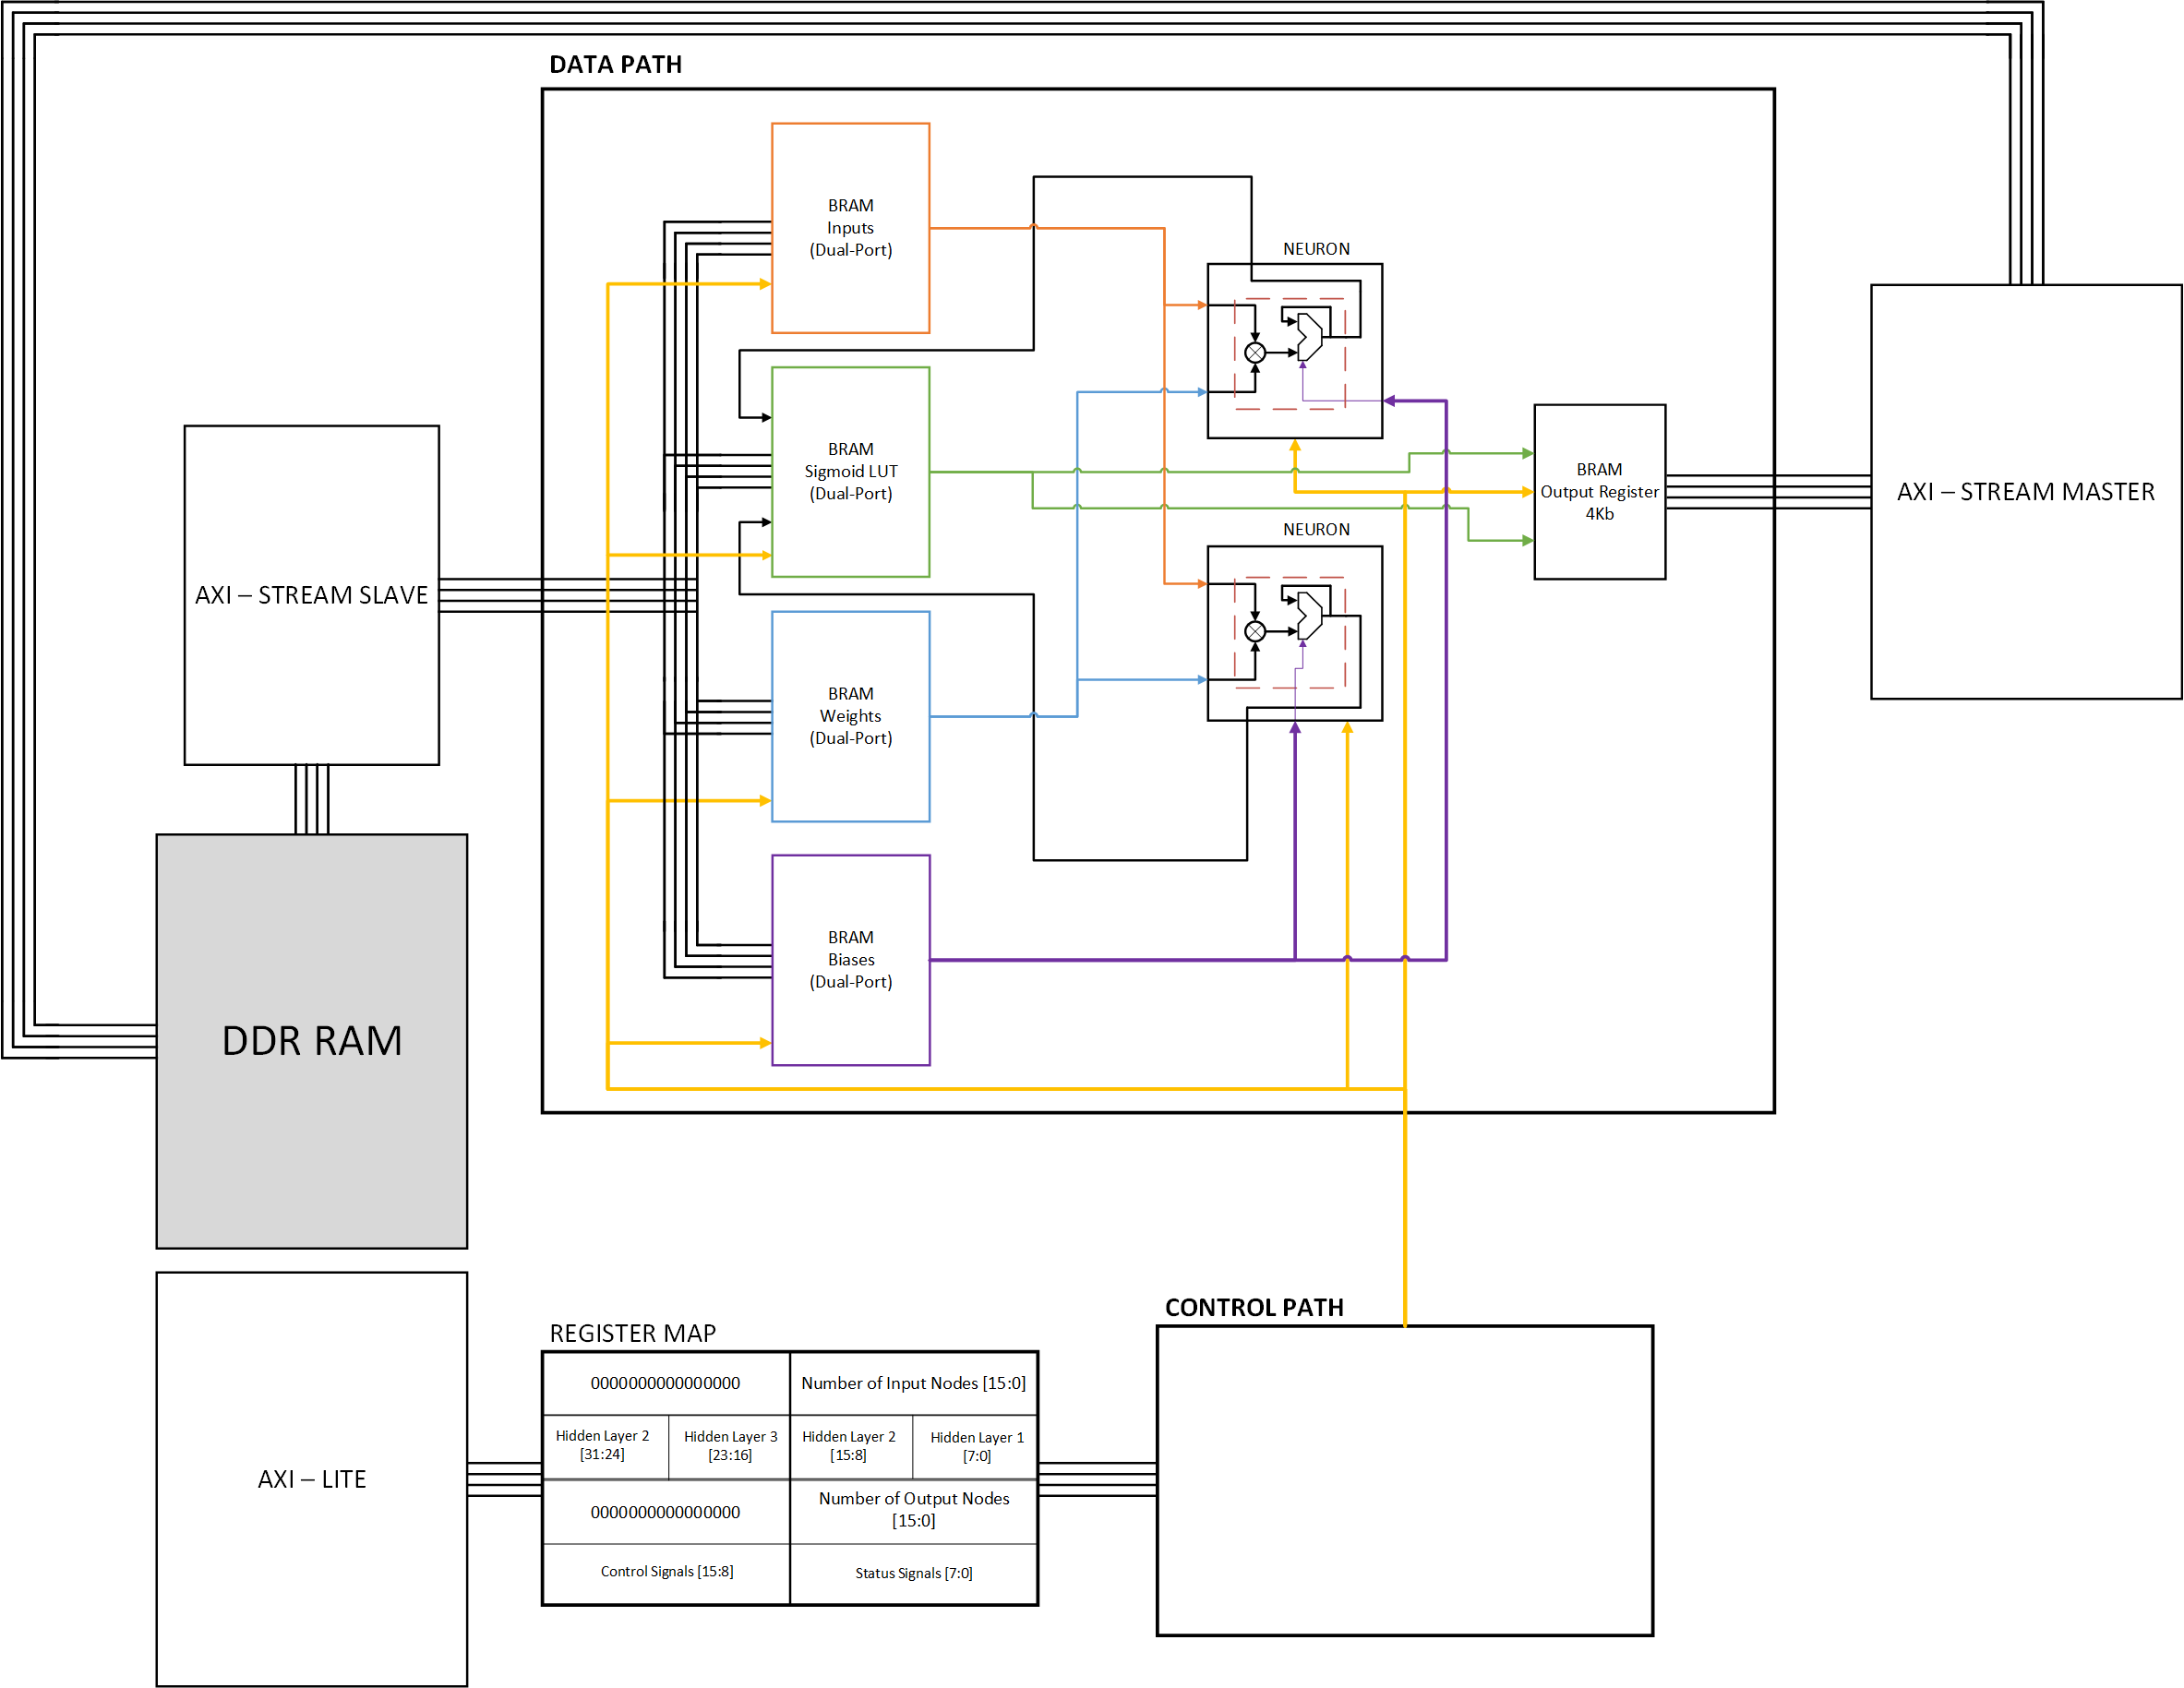 DATA PATH
BRAM
Inputs
(Dual-Port)
NEURON
BRAM
Sigmoid LUT
(Dual-Port)
BRAM
Output Register
4Kb
AXI – STREAM MASTER
NEURON
AXI – STREAM SLAVE
BRAM
Weights
(Dual-Port)
BRAM
Biases
(Dual-Port)
DDR RAM
CONTROL PATH
REGISTER MAP
0000000000000000
Number of Input Nodes [15:0]
Hidden Layer 2
[31:24]
Hidden Layer 3
[23:16]
Hidden Layer 2
[15:8]
Hidden Layer 1
[7:0]
AXI – LITE
0000000000000000
Number of Output Nodes
[15:0]
Control Signals [15:8]
Status Signals [7:0]